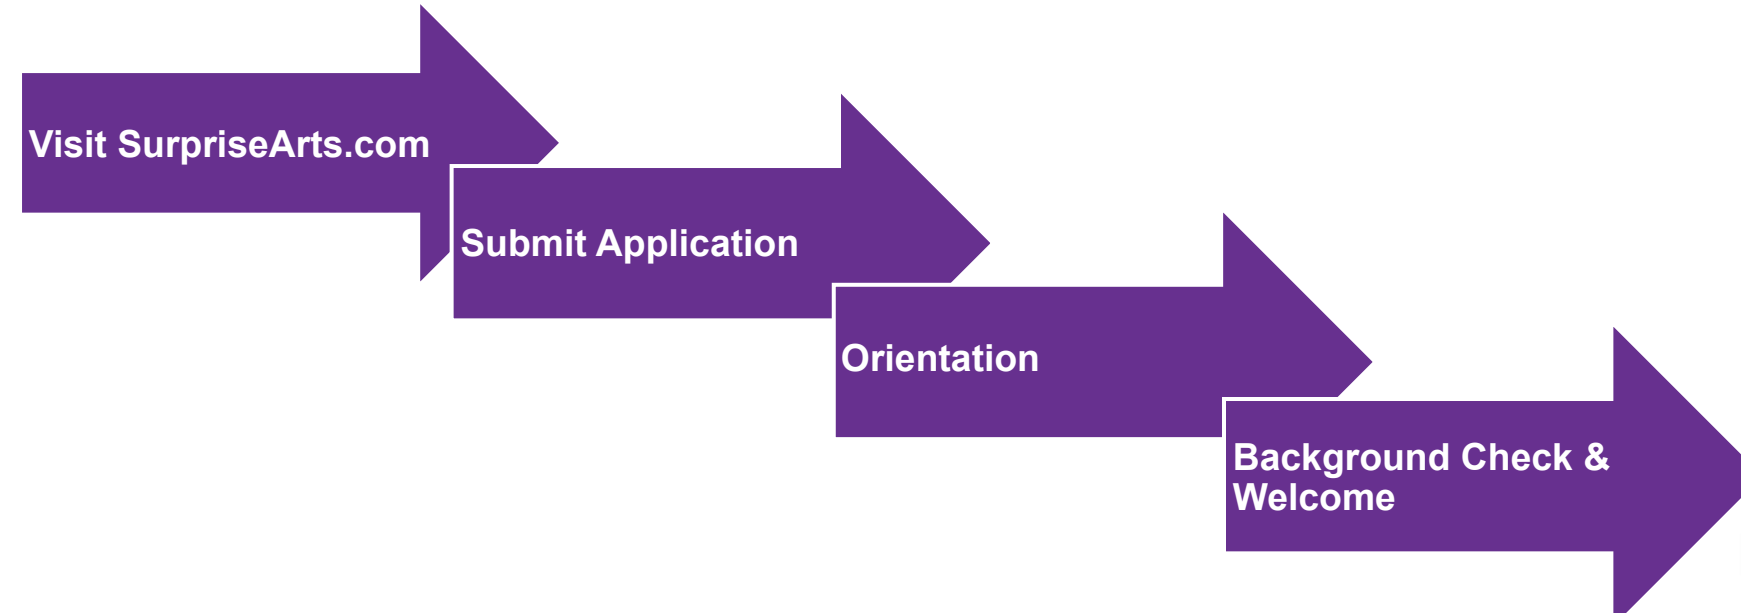 Visit SurpriseArts.com
Submit Application
Orientation
Background Check &
Welcome